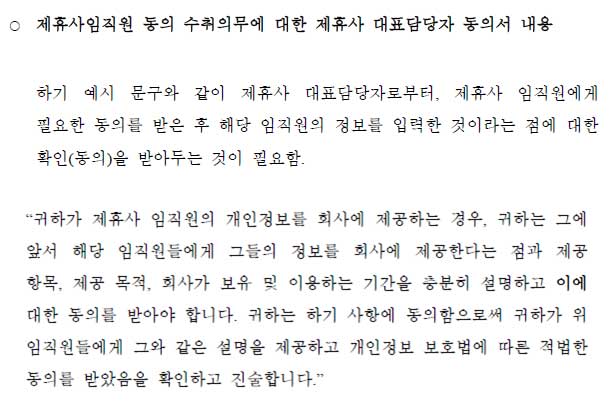 ○ 제휴사임직원 동의 수취의무에 대한 제휴사 대표담당자 동의서 내용
하기 예시 문구와 같이 제휴사 대표담당자로부터, 제휴사 임직원에게
필요한 동의를 받은 후 해당 임직원의 정보를 입력한 것이라는 점에 대한
확인(동의)을 받아두는 것이 필요함.
“귀하가 제휴사 임직원의 개인정보를 회사에 제공하는 경우, 귀하는 그에
앞서 해당 임직원들에게 그들의 정보를 회사에 제공한다는 점과 제공
항목, 제공 목적, 회사가 보유 및 이용하는 기간을 충분히 설명하고 이에
대한 동의를 받아야 합니다. 귀하는 하기 사항에 동의함으로써 귀하가 위
임직원들에게 그와 같은 설명을 제공하고 개인정보 보호법에 따른 적법한
동의를 받았음을 확인하고 진술합니다.”